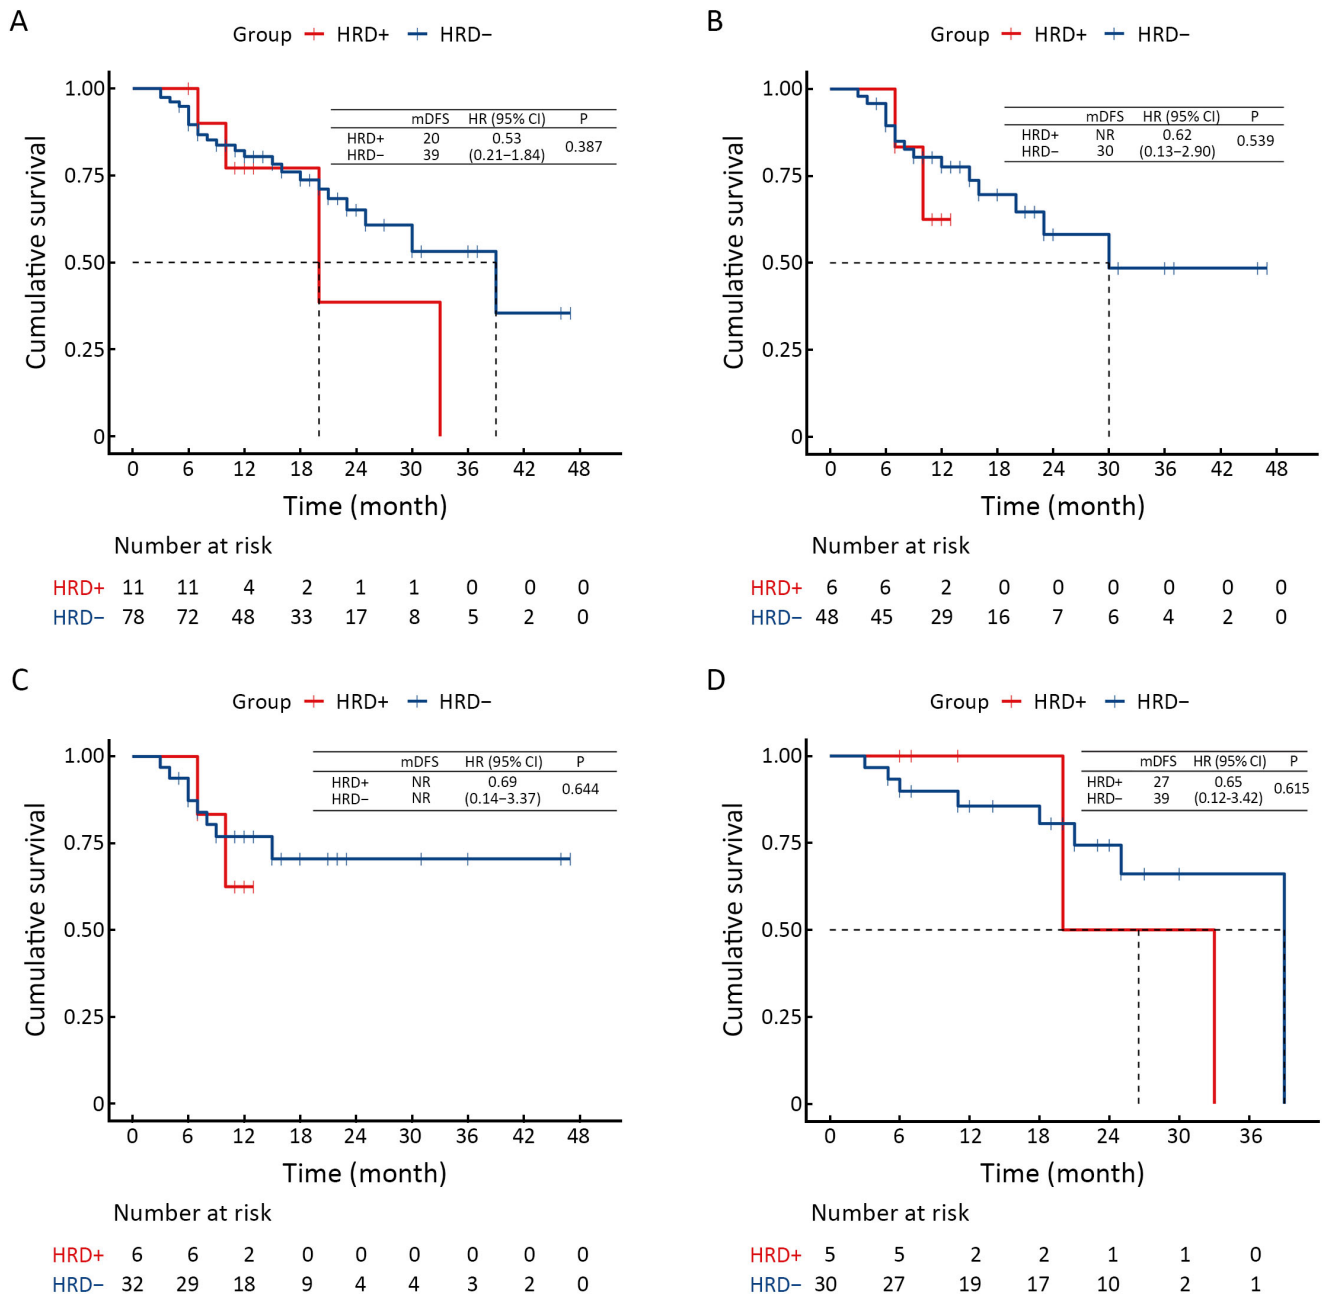 A
Group HRD+ HRD−
mDFS HR (95% CI) P
HRD+ 20 0.53
0.387
HRD− 39 (0.21−1.84)
1.00
0.75
0.50
0.25
0
Cumulative survival
0 6 12 18 24 30 36 42 48
Time (month)
Number at risk
HRD+ 11 11 4 2 1 1 0 0 0
HRD− 78 72 48 33 17 8 5 2 0
B
Group HRD+ HRD−
mDFS HR (95% CI) P
HRD+ NR 0.62
0.539
HRD− 30 (0.13−2.90)
1.00
0.75
0.50
0.25
0
Cumulative survival
0 6 12 18 24 30 36 42 48
Time (month)
Number at risk
HRD+ 6 6 2 0 0 0 0 0 0
HRD− 48 45 29 16 7 6 4 2 0
C
Group HRD+ HRD−
mDFS HR (95% CI) P
HRD+ NR 0.69
0.644
HRD− NR (0.14−3.37)
1.00
0.75
0.50
0.25
0
Cumulative survival
0 6 12 18 24 30 36 42 48
Time (month)
Number at risk
HRD+ 6 6 2 0 0 0 0 0 0
HRD− 32 29 18 9 4 4 3 2 0
D
Group HRD+ HRD−
mDFS HR (95% CI) P
HRD+ 27 0.65
0.615
HRD− 39 (0.12-3.42)
1.00
0.75
0.50
0.25
0
Cumulative survival
0 6 12 18 24 30 36
Time (month)
Number at risk
HRD+ 5 5 2 2 1 1 0
HRD− 30 27 19 17 10 2 1